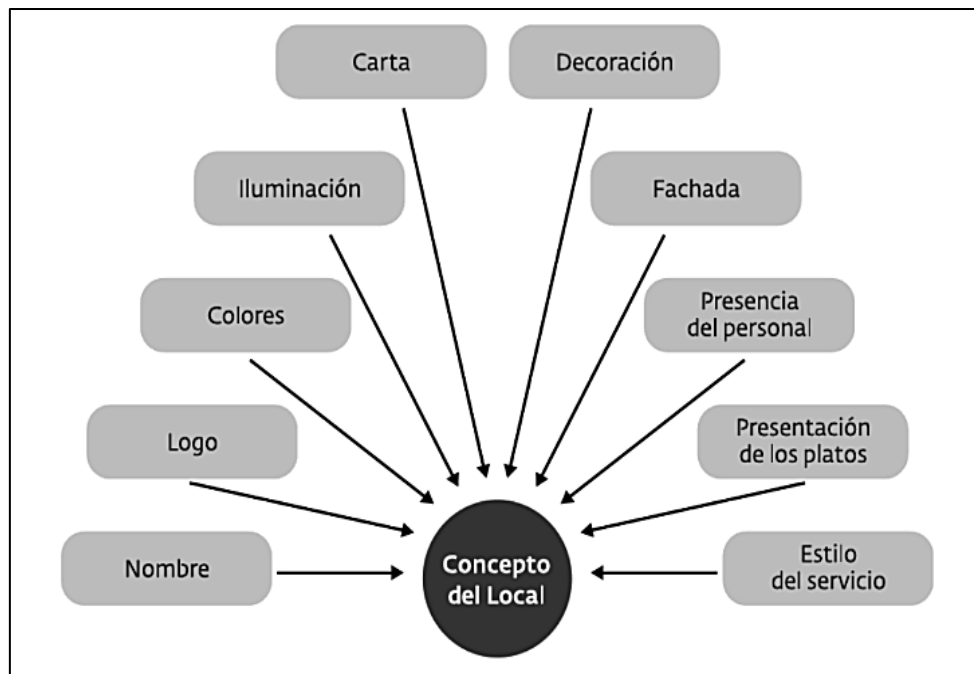 Carta
Decoración
Iluminación
Fachada
Colores
Presencia
del personal
Logo
Presentación
de los platos
Nombre
Concepto
del Local
Estilo
del servicio